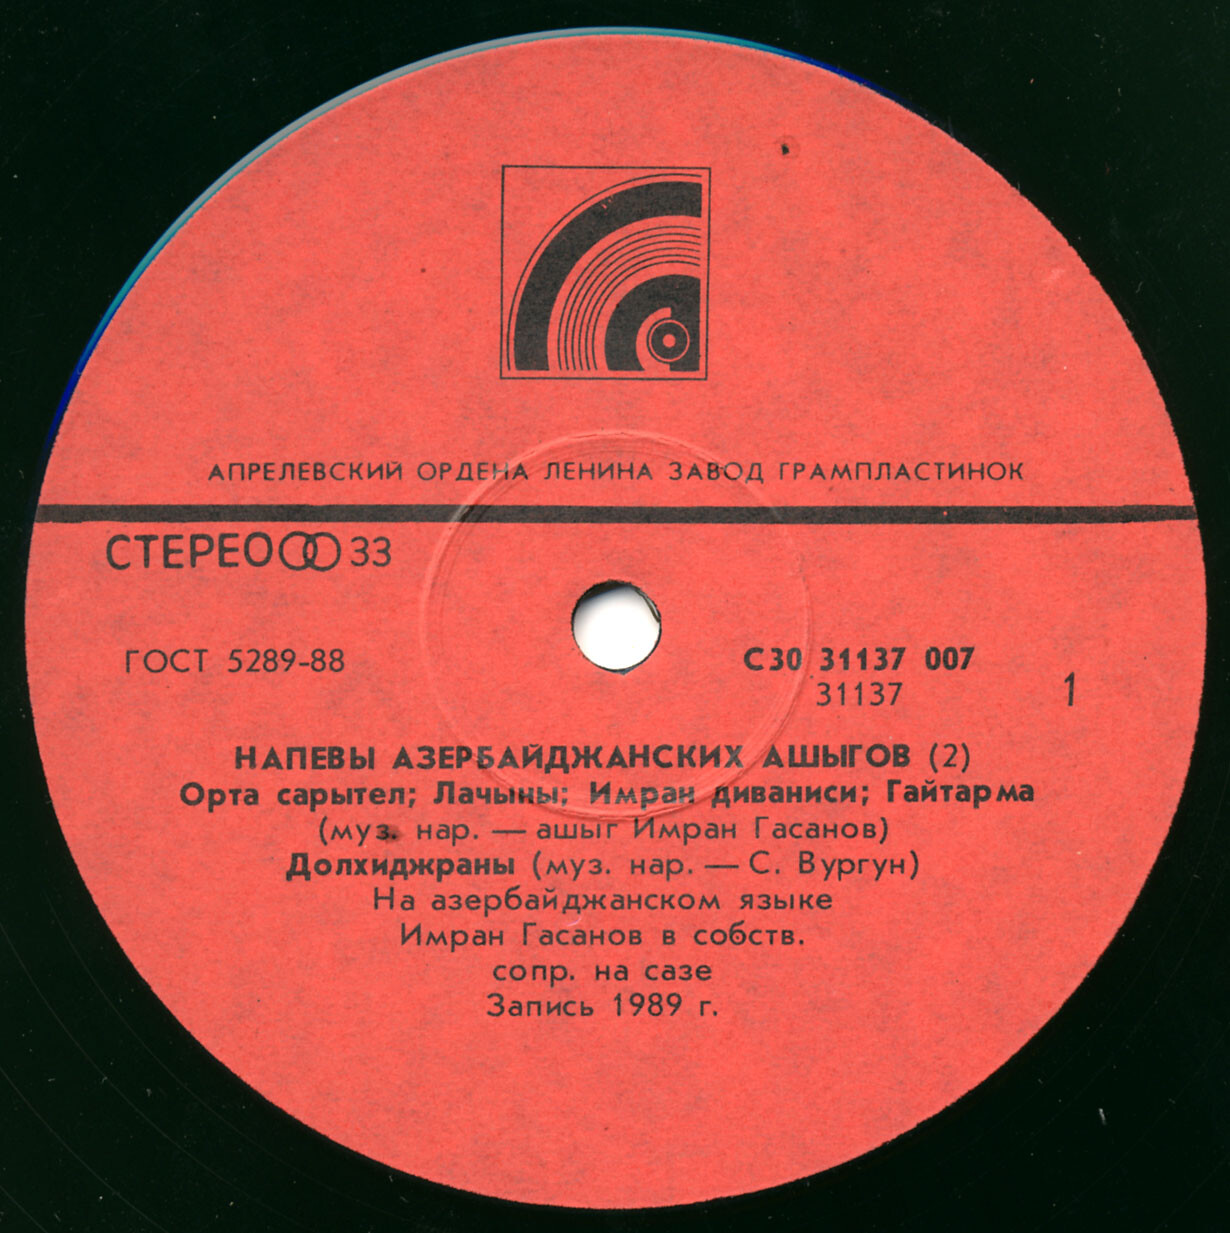 АПРЕЛЕВСКИЙ ОРДЕНА ЛЕНИНА ЗАВОД ГРАМПЛАСТИНОК
СТЕРЕО 33
ГОСТ 5289-88
С30 31137 007
31137
1
НАПЕВЫ АЗЕРБАЙДЖАНСКИХ АШЫГОВ (2)
Орта сарытел; Лачыны; Имран диваниси; Гайтарма
(муз. нар. — ашыг Имран Гасанов)
Долхиджраны (муз. нар. — С. Вургун)
На азербайджанском языке
Имран Гасанов в собств.
сопр. на сазе
Запись 1989 г.